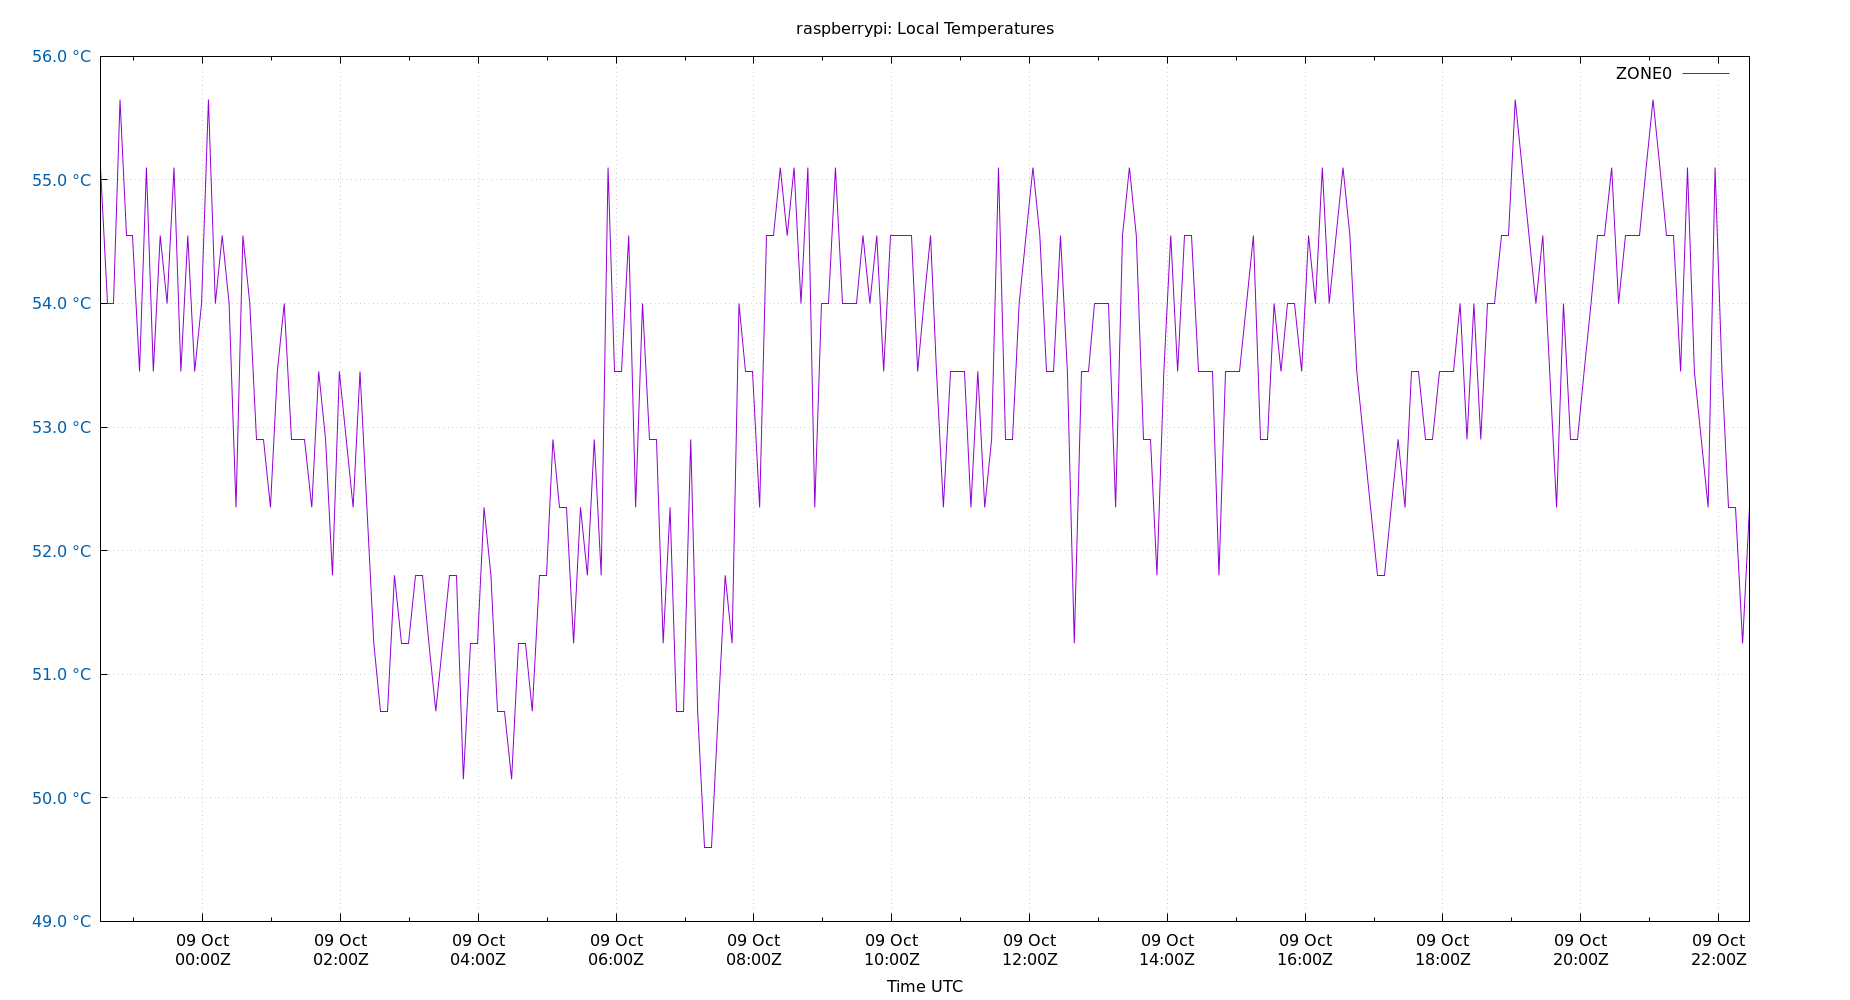 raspberrypi: Local Temperatures
56.0 °C
ZONE0
55.0 °C
54.0 °C
53.0 °C
52.0 °C
51.0 °C
50.0 °C
49.0 °C
09 Oct 09 Oct 09 Oct 09 Oct 09 Oct 09 Oct 09 Oct 09 Oct 09 Oct 09 Oct 09 Oct 09 Oct
00:00Z 02:00Z 04:00Z 06:00Z 08:00Z 10:00Z 12:00Z 14:00Z 16:00Z 18:00Z 20:00Z 22:00Z
Time UTC